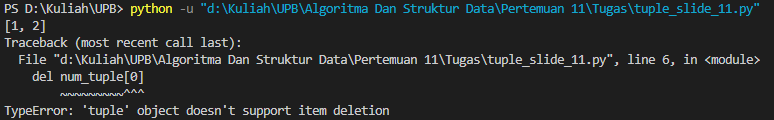 PS D:\Kuliah\UPB> python -u "d:\Kuliah\UPB\Algoritma Dan Struktur Data\Pertemuan 11\Tugas\tuple_slide_11.py"
[1, 2]
Traceback (most recent call last):
  File "d:\Kuliah\UPB\Algoritma Dan Struktur Data\Pertemuan 11\Tugas\tuple_slide_11.py", line 6, in <module>
    del num_tuple[0]
        ~~~~~~~~~^^^
TypeError: 'tuple' object doesn't support item deletion